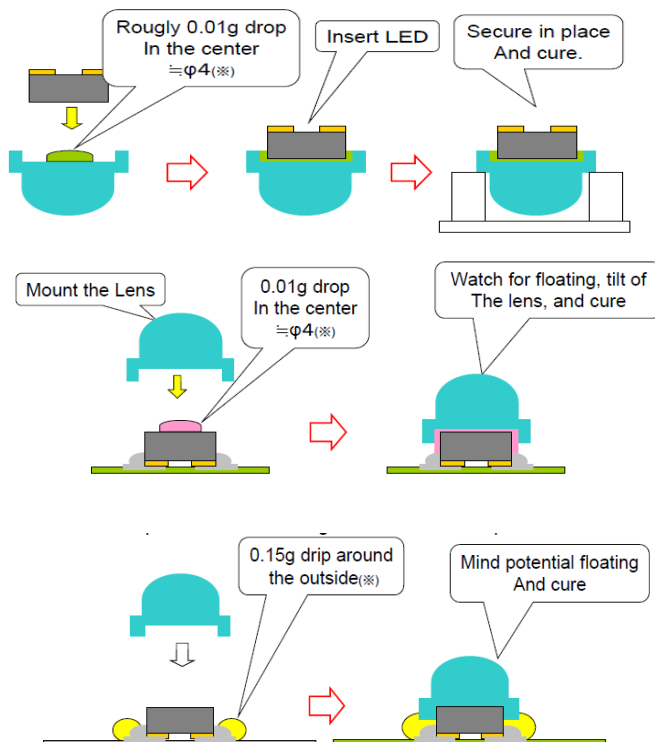 Rougly 0.01g drop
In the center
≒φ4(※)
Insert LED
Secure in place
And cure.
Mount the Lens
0.01g drop
In the center
≒φ4(※)
Watch for floating, tilt of
The lens, and cure
0.15g drip around
the outside(※)
Mind potential floating
And cure